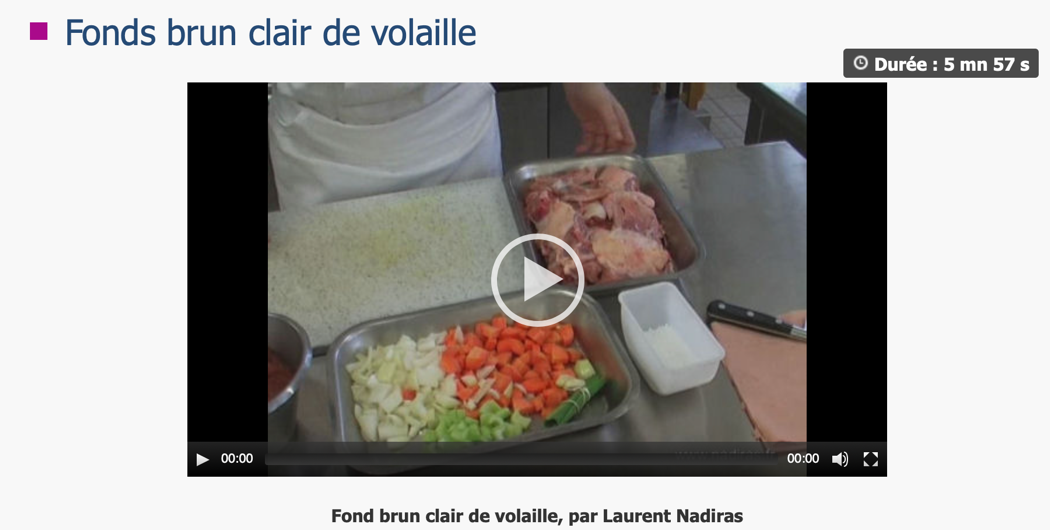 Fonds brun clair de volaille
Durée : 5 mn 57 s
00:00
00:00
Fond brun clair de volaille, par Laurent Nadiras